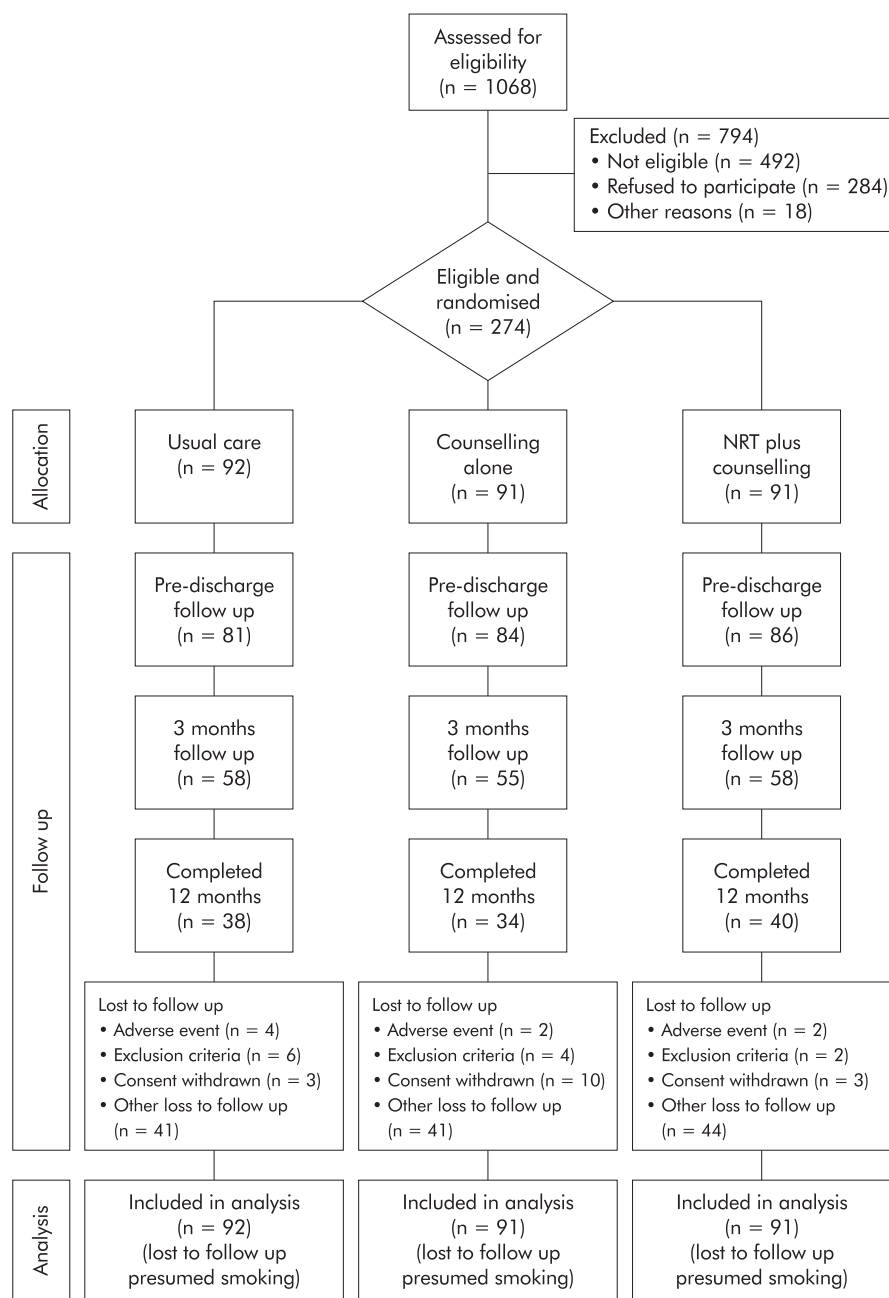 Assessed for
eligibility
(n = 1068)
Excluded (n = 794)
• Not eligible (n = 492)
• Refused to participate (n = 284)
• Other reasons (n = 18)
Eligible and
randomised
(n = 274)
Allocation
Usual care
(n = 92)
Counselling
alone
(n = 91)
NRT plus
counselling
(n = 91)
Follow up
Pre-discharge
follow up
(n = 81)
Pre-discharge
follow up
(n = 84)
Pre-discharge
follow up
(n = 86)
3 months
follow up
(n = 58)
3 months
follow up
(n = 55)
3 months
follow up
(n = 58)
Completed
12 months
(n = 38)
Completed
12 months
(n = 34)
Completed
12 months
(n = 40)
Lost to follow up
• Adverse event (n = 4)
• Exclusion criteria (n = 6)
• Consent withdrawn (n = 3)
• Other loss to follow up
(n = 41)
Lost to follow up
• Adverse event (n = 2)
• Exclusion criteria (n = 4)
• Consent withdrawn (n = 10)
• Other loss to follow up
(n = 41)
Lost to follow up
• Adverse event (n = 2)
• Exclusion criteria (n = 2)
• Consent withdrawn (n = 3)
• Other loss to follow up
(n = 44)
Analysis
Included in analysis
(n = 92)
(lost to follow up
presumed smoking)
Included in analysis
(n = 91)
(lost to follow up
presumed smoking)
Included in analysis
(n = 91)
(lost to follow up
presumed smoking)